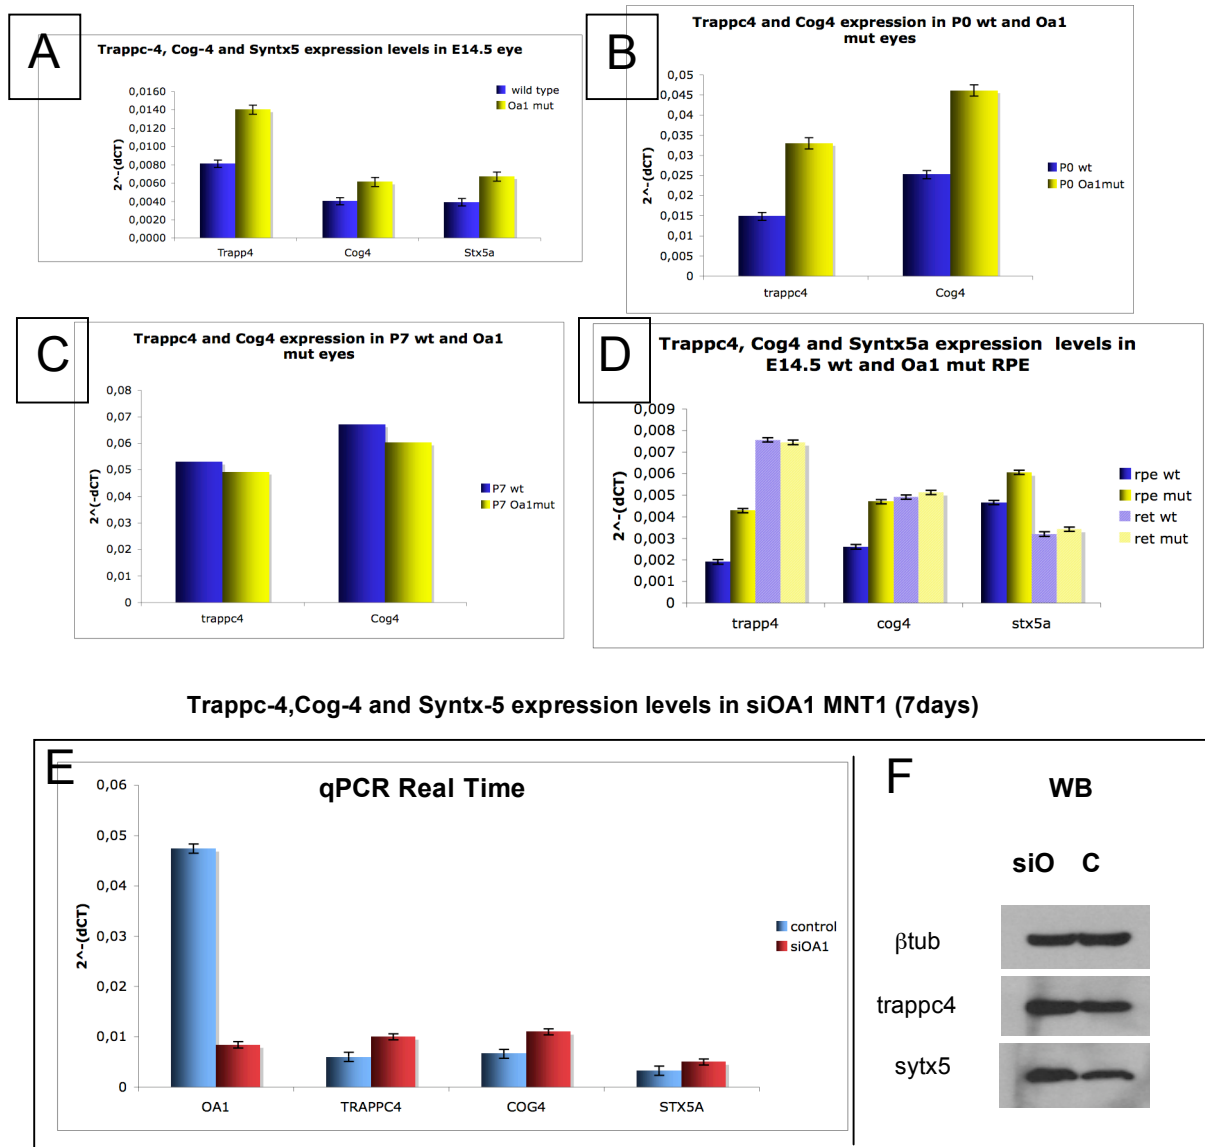 A
Trappc-4, Cog-4 and Syntx5 expression levels in E14.5 eye
wild type
Oa1 mut
0,0160
0,0140
0,0120
0,0100
0,0080
0,0060
0,0040
0,0020
0,0000
2^-(dCT)
Trapp4
Cog4
Stx5a
B
Trappc4 and Cog4 expression in P0 wt and Oa1
mut eyes
0,05
0,045
0,04
0,035
0,03
0,025
0,02
0,015
0,01
0,005
0
2^-(dCT)
P0 wt
P0 Oa1mut
trappc4
Cog4
C
Trappc4 and Cog4 expression in P7 wt and Oa1
mut eyes
0,08
0,07
0,06
0,05
0,04
0,03
0,02
0,01
0
2^(-dCT)
P7 wt
P7 Oa1mut
trappc4
Cog4
D
Trappc4, Cog4 and Syntx5a expression levels in
E14.5 wt and Oa1 mut RPE
0,009
0,008
0,007
0,006
0,005
0,004
0,003
0,002
0,001
0
2^-(dCT)
rpe wt
rpe mut
ret wt
ret mut
trapp4
cog4
stx5a
Trappc-4,Cog-4 and Syntx-5 expression levels in siOA1 MNT1 (7days)
E
qPCR Real Time
0,06
0,05
0,04
0,03
0,02
0,01
0
2^-(dCT)
control
siOA1
OA1
TRAPPC4
COG4
STX5A
F
WB
siO C
βtub
trappc4
sytx5